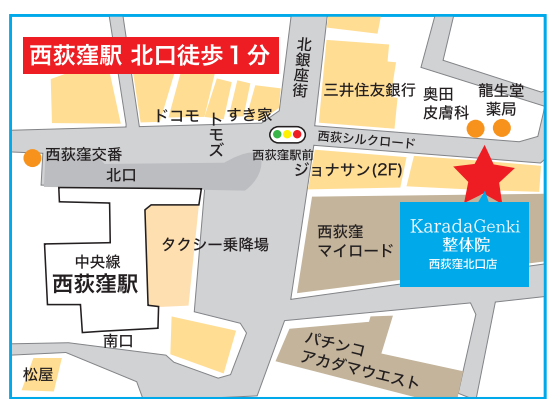 西荻窪駅 北口徒歩1分
北銀座街
三井住友銀行
奥田
皮膚科
龍生堂
薬局
ドコモ
トモズ
すき家
西荻シルクロード
西荻窪交番
西荻窪駅前
北口
ジョナサン(2F)
KaradaGenki
整体院
西荻窪北口店
西荻窪
マイロード
タクシー乗降場
中央線
西荻窪駅
南口
パチンコ
アカダマウエスト
松屋